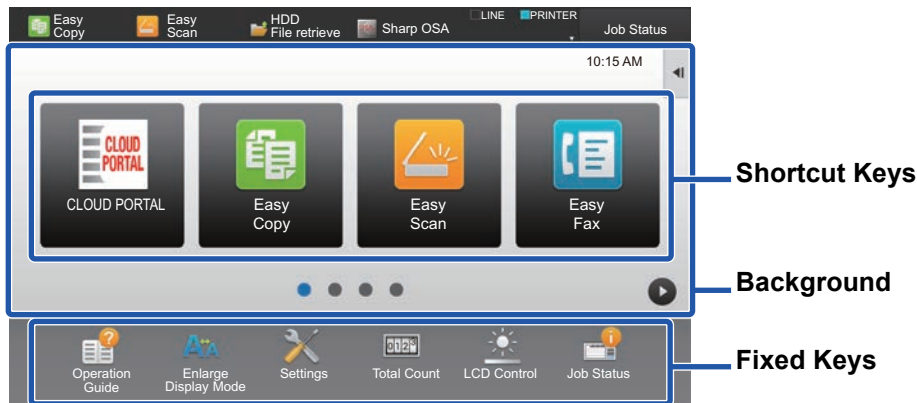 Easy Copy
Easy Scan
HDD File retrieve
Sharp OSA
LINE
PRINTER
Job Status
10:15 AM
CLOUD PORTAL
CLOUD PORTAL
Easy Copy
Easy Scan
Easy Fax
Shortcut Keys
Background
Operation Guide
Enlarge Display Mode
Settings
012
Total Count
LCD Control
Job Status
Fixed Keys